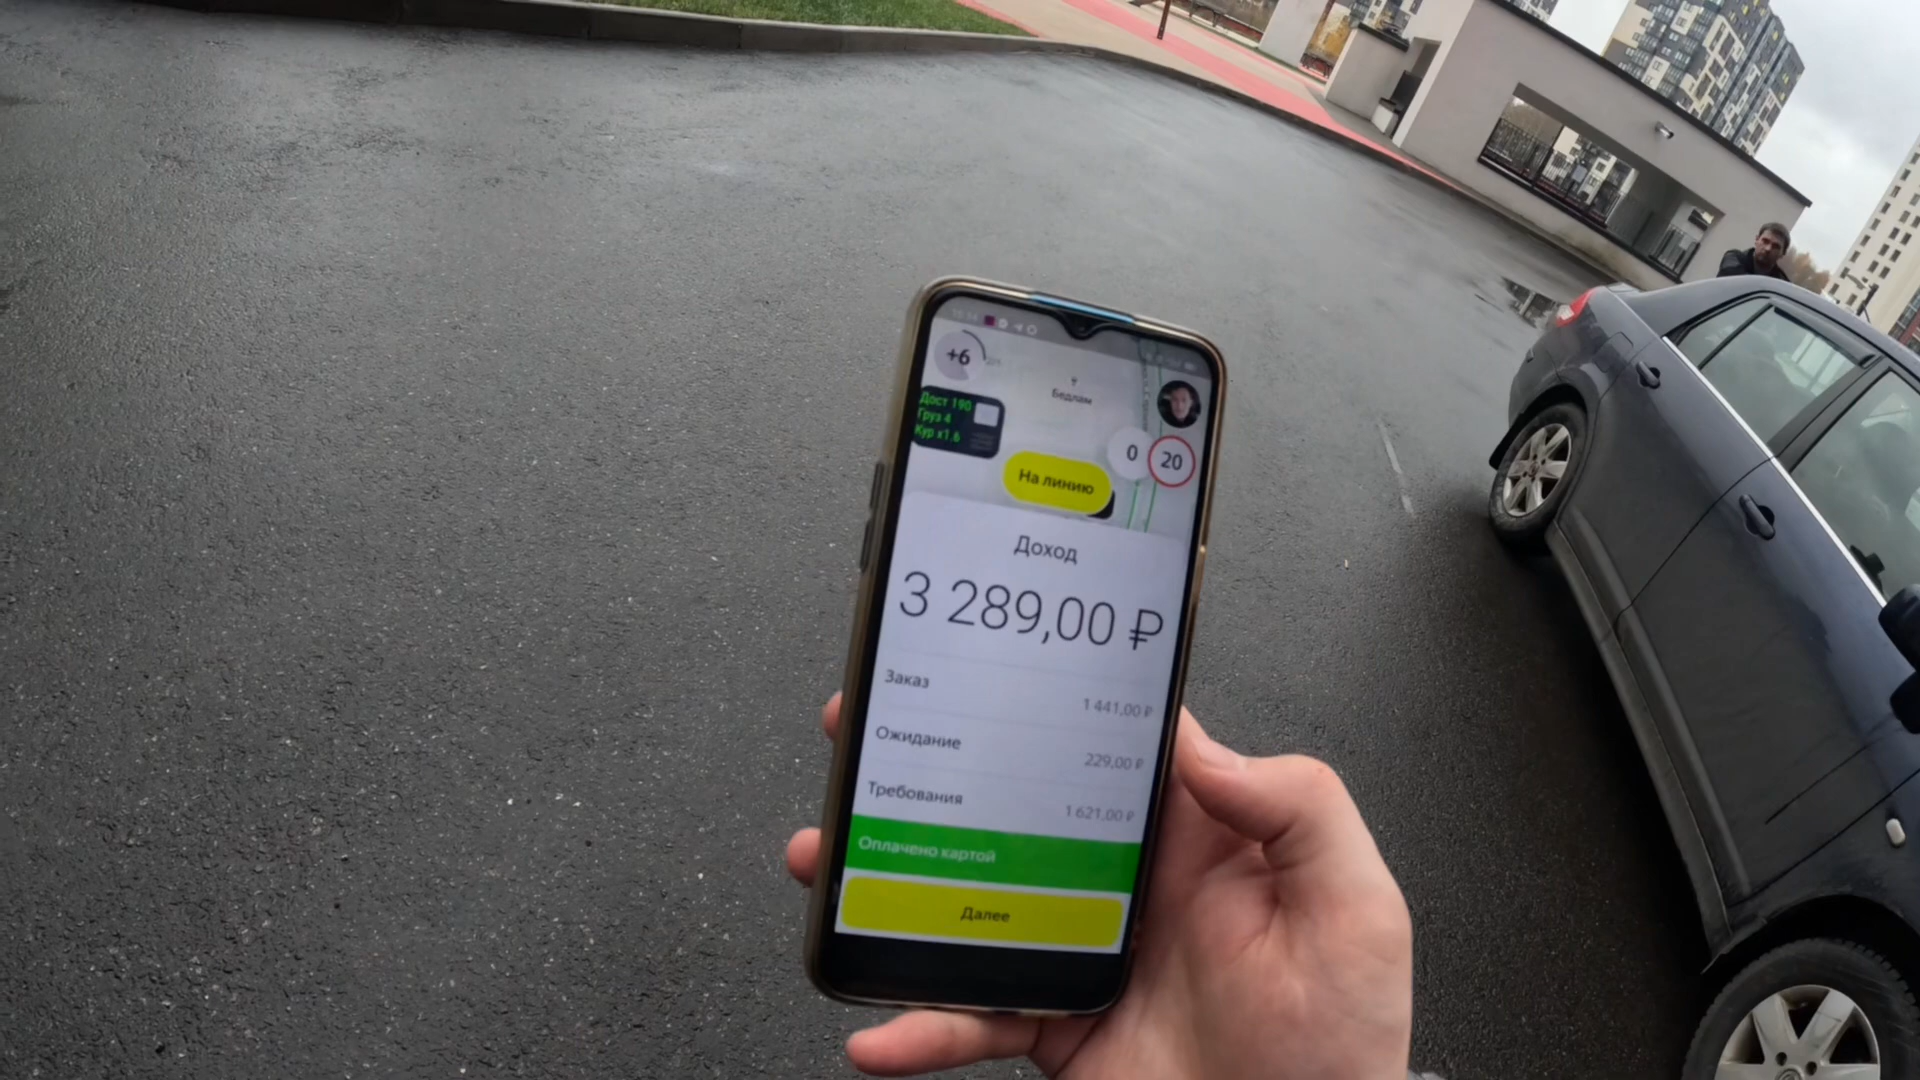 +6
Бедлам
Дост 190
Груз 4
Кур x1.6
0
20
На линию
Доход
3 289,00 ₽
Заказ
1 441,00 ₽
Ожидание
229,00 ₽
Требования
1 621,00 ₽
Оплачено картой
Далее